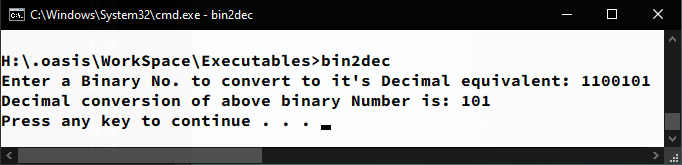 C:\Windows\System32\cmd.exe - bin2dec
H:\.oasis\WorkSpace\Executables>bin2dec
Enter a Binary No. to convert to it's Decimal equivalent: 1100101
Decimal conversion of above binary Number is: 101
Press any key to continue . . .